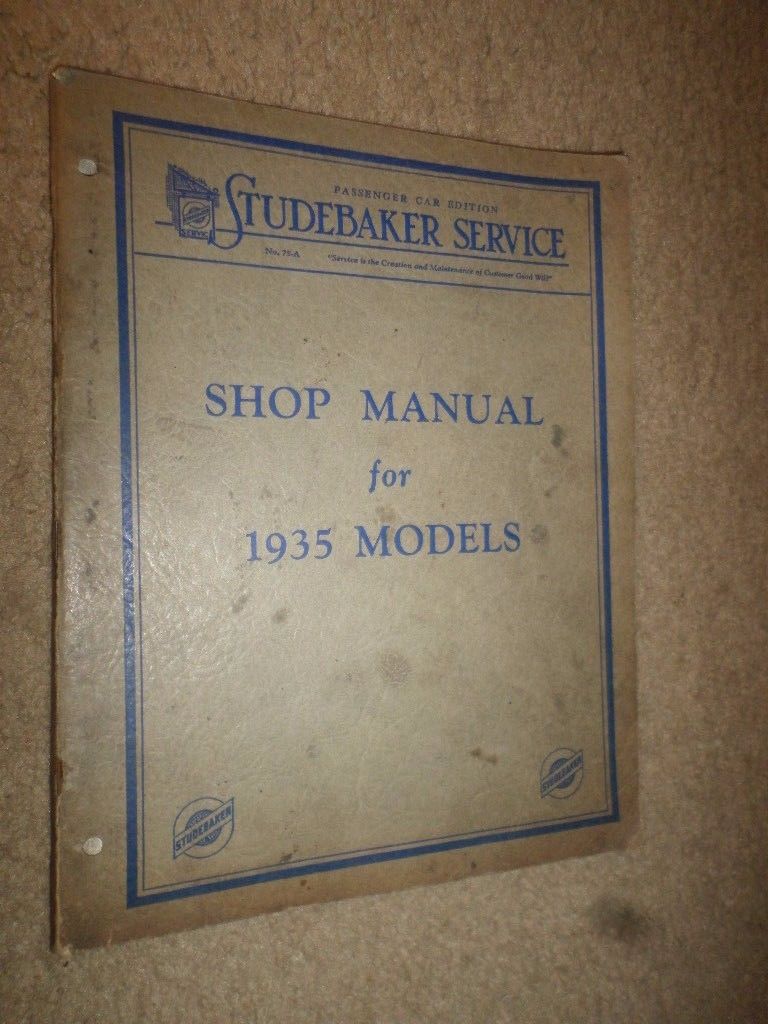 PASSENGER CAR EDITION
STUDEBAKER SERVICE
SERVICE
No. 75-A "Service is the Creation and Maintenance of Customer Good Will"
SHOP MANUAL
for
1935 MODELS
STUDEBAKER
STUDEBAKER